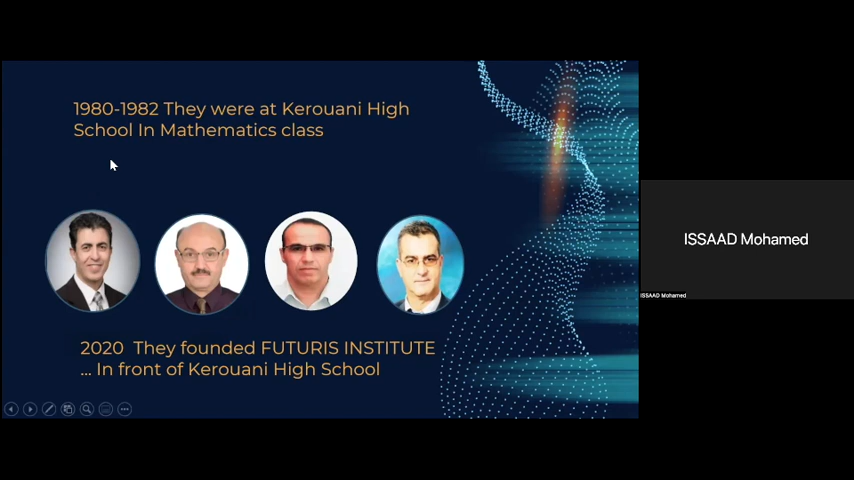 1980-1982 They were at Kerouani High
School In Mathematics class
2020 They founded FUTURIS INSTITUTE
... In front of Kerouani High School
ISSAAD Mohamed
ISSAAD Mohamed